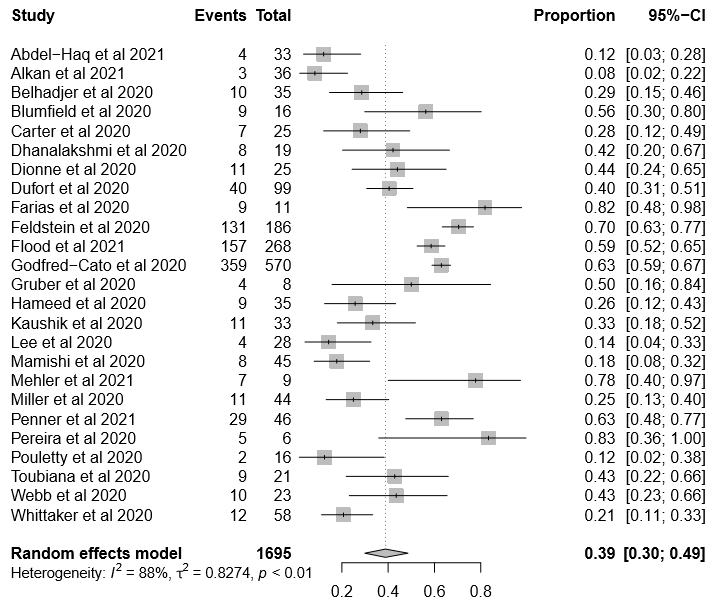 Study Events Total Proportion 95%−CI
Abdel−Haq et al 2021 4 33 0.12 [0.03; 0.28]
Alkan et al 2021 3 36 0.08 [0.02; 0.22]
Belhadjer et al 2020 10 35 0.29 [0.15; 0.46]
Blumfield et al 2020 9 16 0.56 [0.30; 0.80]
Carter et al 2020 7 25 0.28 [0.12; 0.49]
Dhanalakshmi et al 2020 8 19 0.42 [0.20; 0.67]
Dionne et al 2020 11 25 0.44 [0.24; 0.65]
Dufort et al 2020 40 99 0.40 [0.31; 0.51]
Farias et al 2020 9 11 0.82 [0.48; 0.98]
Feldstein et al 2020 131 186 0.70 [0.63; 0.77]
Flood et al 2021 157 268 0.59 [0.52; 0.65]
Godfred−Cato et al 2020 359 570 0.63 [0.59; 0.67]
Gruber et al 2020 4 8 0.50 [0.16; 0.84]
Hameed et al 2020 9 35 0.26 [0.12; 0.43]
Kaushik et al 2020 11 33 0.33 [0.18; 0.52]
Lee et al 2020 4 28 0.14 [0.04; 0.33]
Mamishi et al 2020 8 45 0.18 [0.08; 0.32]
Mehler et al 2021 7 9 0.78 [0.40; 0.97]
Miller et al 2020 11 44 0.25 [0.13; 0.40]
Penner et al 2021 29 46 0.63 [0.48; 0.77]
Pereira et al 2020 5 6 0.83 [0.36; 1.00]
Pouletty et al 2020 2 16 0.12 [0.02; 0.38]
Toubiana et al 2020 9 21 0.43 [0.22; 0.66]
Webb et al 2020 10 23 0.43 [0.23; 0.66]
Whittaker et al 2020 12 58 0.21 [0.11; 0.33]
Random effects model 1695 0.39 [0.30; 0.49]
Heterogeneity: I² = 88%, τ² = 0.8274, p < 0.01
0.2 0.4 0.6 0.8